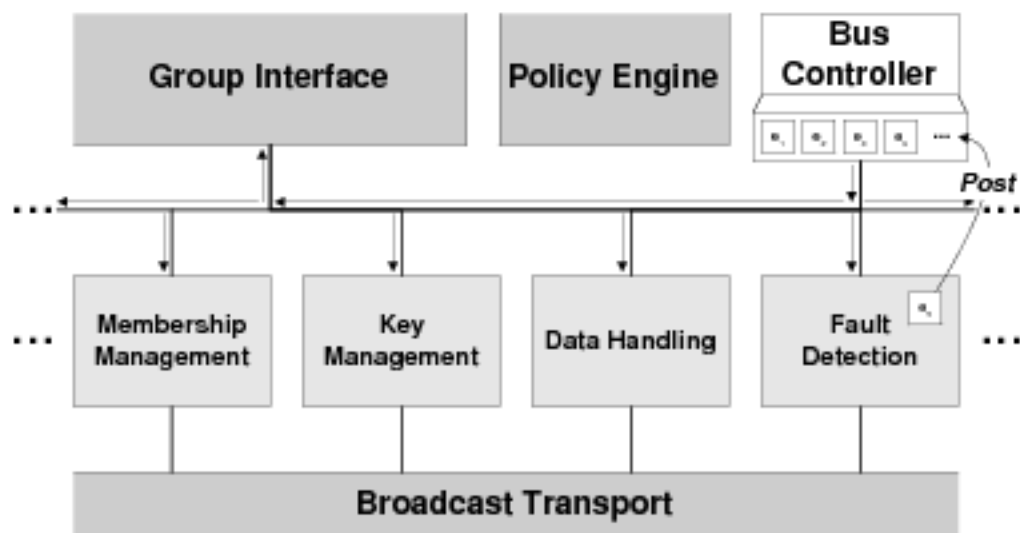 Group Interface
Policy Engine
Bus
Controller
...
Post
...
...
Membership
Management
Key
Management
Data Handling
Fault
Detection
...
...
Broadcast Transport